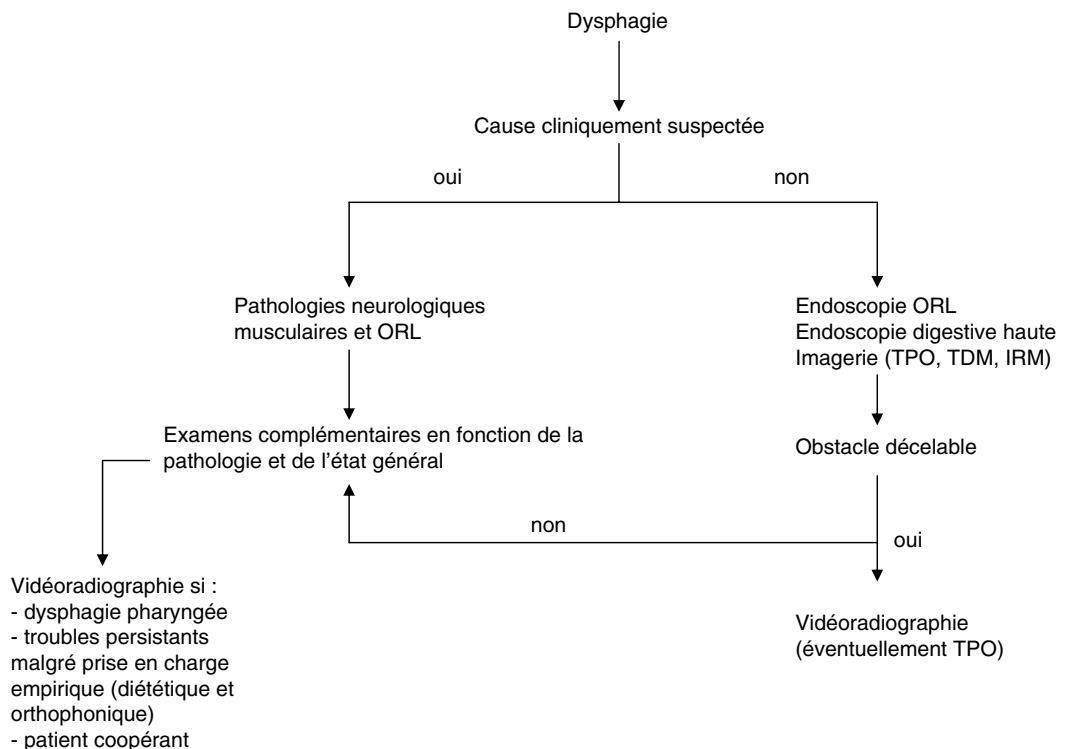 Dysphagie
Cause cliniquement suspectée
oui
non
Pathologies neurologiques
musculaires et ORL
Endoscopie ORL
Endoscopie digestive haute
Imagerie (TPO, TDM, IRM)
Examens complémentaires en fonction de la
pathologie et de l'état général
Obstacle décelable
non
oui
Vidéoradiographie si :
- dysphagie pharyngée
- troubles persistants
malgré prise en charge
empirique (diététique et
orthophonique)
- patient coopérant
Vidéoradiographie
(éventuellement TPO)